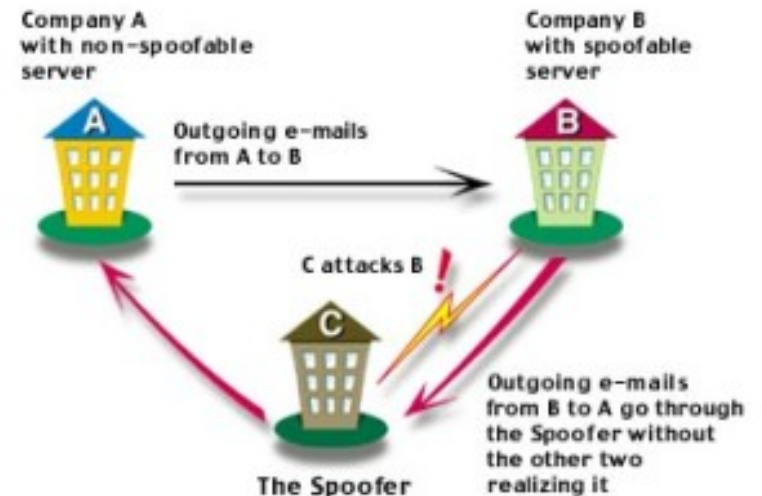 Company A
with non-spoofable
server
Company B
with spoofable
server
A
B
Outgoing e-mails
from A to B
C attacks B !
C
Outgoing e-mails
from B to A go through
the Spoofer without
the other two
realizing it
The Spoofer